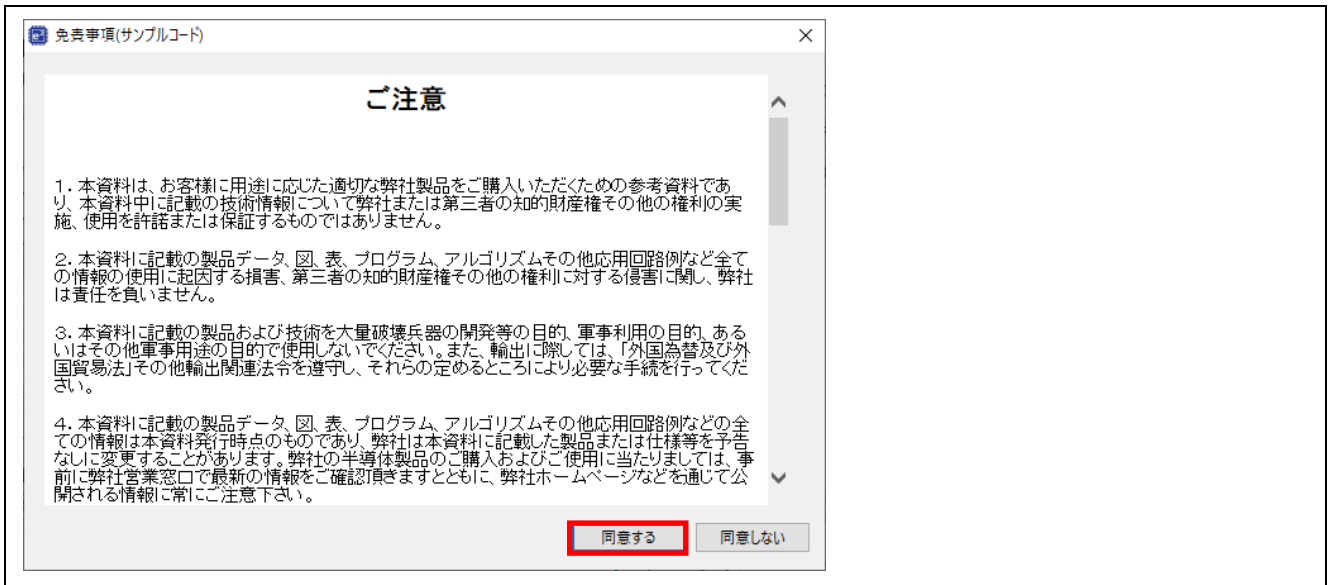 免責事項(サンプルコード)
ご注意
1. 本資料は、お客様に用途に応じた適切な弊社製品をご購入いただくための参考資料であ
り、本資料中に記載の技術情報について弊社または第三者の知的財産権その他の権利の実
施、使用を許諾または保証するものではありません。
2. 本資料に記載の製品データ、図、表、プログラム、アルゴリズムその他応用回路例など全て
の情報の使用に起因する損害、第三者の知的財産権その他の権利に対する侵害に関し、弊社
は責任を負いません。
3. 本資料に記載の製品および技術を大量破壊兵器の開発等の目的、軍事利用の目的、ある
いはその他軍事用途の目的で使用しないでください。また、輸出に際しては、「外国為替及び外
国貿易法」その他輸出関連法令を遵守し、それらの定めるところにより必要な手続を行ってくだ
さい。
4. 本資料に記載の製品データ、図、表、プログラム、アルゴリズムその他応用回路例などの全
ての情報は本資料発行時点のものであり、弊社は本資料に記載した製品または仕様等を予告
なしに変更することがあります。弊社の半導体製品のご購入およびご使用に当たりましては、事
前に弊社営業窓口で最新の情報をご確認頂きますとともに、弊社ホームページなどを通じて公
開される情報に常にご注意下さい。
同意する 同意しない